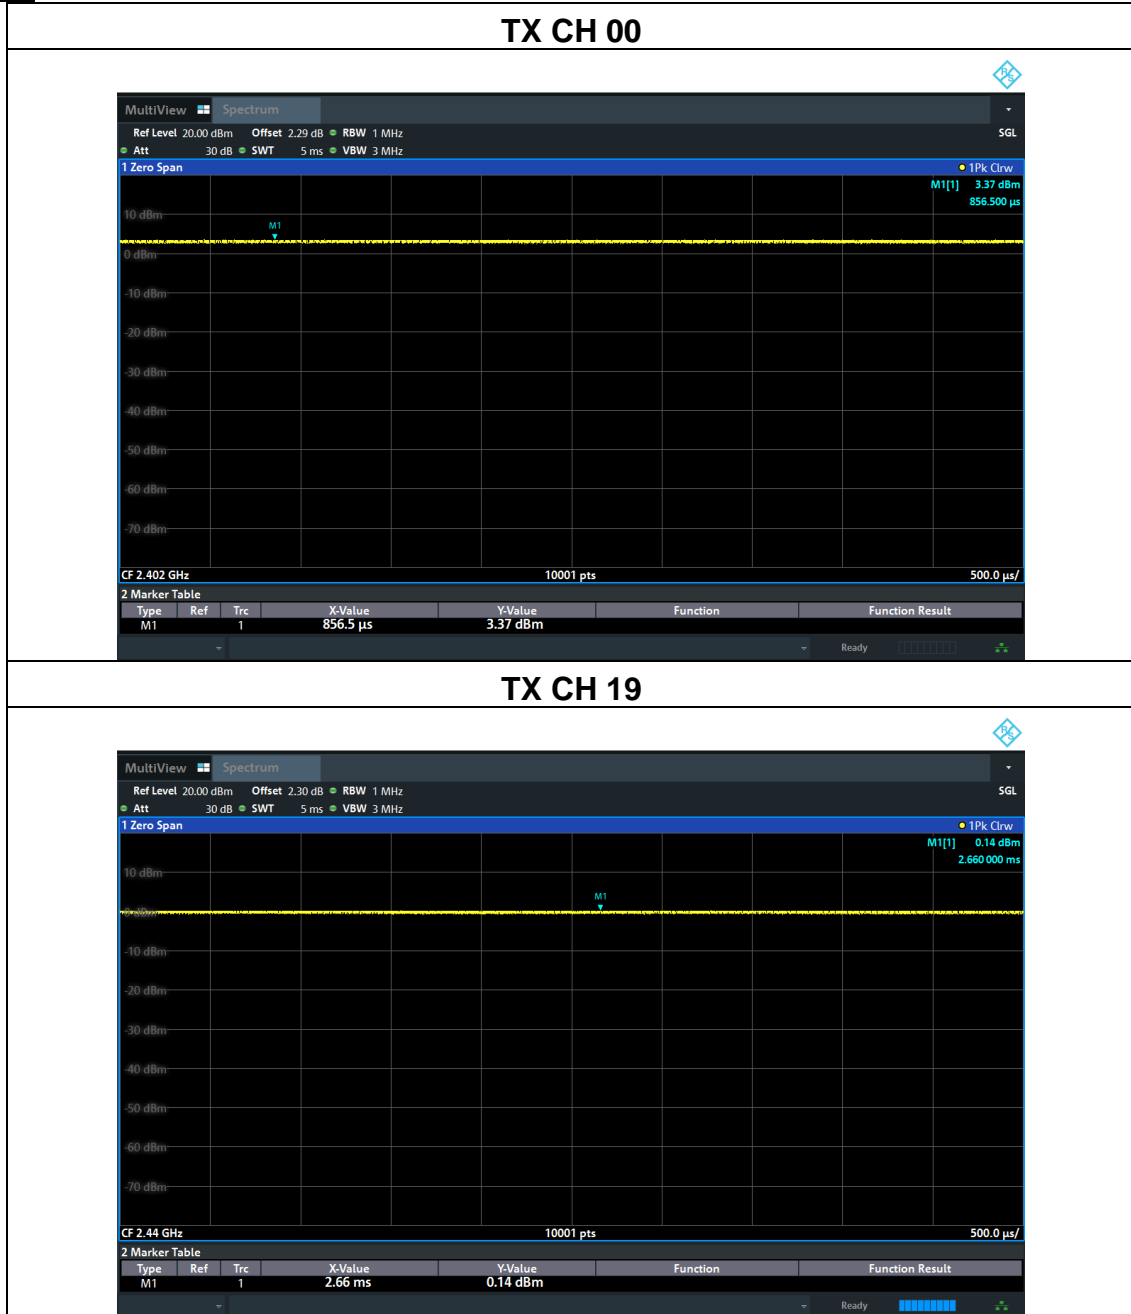 TX CH 00
R S
MultiView Spectrum
Ref Level 20.00 dBm Offset 2.29 dB RBW 1 MHz SGL
Att 30 dB SWT 5 ms VBW 3 MHz
1 Zero Span 1Pk Clrw
M1[1] 3.37 dBm
856.500 µs
10 dBm
M1
0 dBm
-10 dBm
-20 dBm
-30 dBm
-40 dBm
-50 dBm
-60 dBm
-70 dBm
CF 2.402 GHz 10001 pts 500.0 µs/
2 Marker Table
Type Ref Trc X-Value Y-Value Function Function Result
M1 1 856.5 µs 3.37 dBm
Ready
TX CH 19
R S
MultiView Spectrum
Ref Level 20.00 dBm Offset 2.30 dB RBW 1 MHz SGL
Att 30 dB SWT 5 ms VBW 3 MHz
1 Zero Span 1Pk Clrw
M1[1] 0.14 dBm
2.660 000 ms
10 dBm
M1
0 dBm
-10 dBm
-20 dBm
-30 dBm
-40 dBm
-50 dBm
-60 dBm
-70 dBm
CF 2.44 GHz 10001 pts 500.0 µs/
2 Marker Table
Type Ref Trc X-Value Y-Value Function Function Result
M1 1 2.66 ms 0.14 dBm
Ready